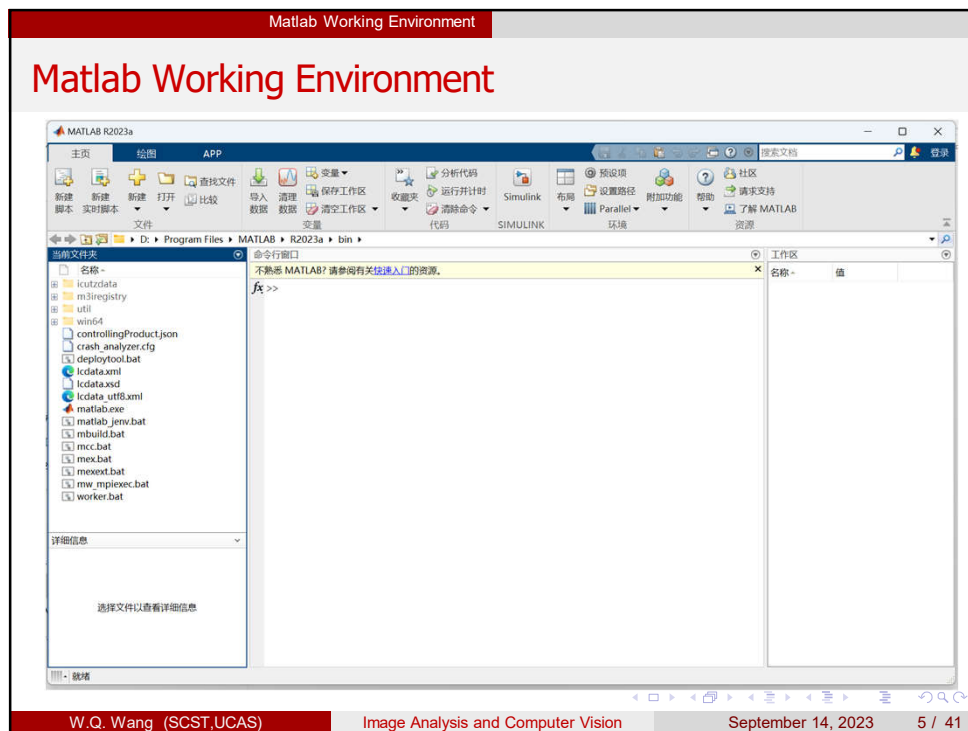 Matlab Working Environment
Matlab Working Environment
MATLAB R2023a
主页 绘图 APP
搜索文档
登录
新建
脚本
新建
实时脚本
新建
打开
查找文件
比较
文件
导入
数据
清理
数据
变量
保存工作区
清空工作区
变量
收藏夹
分析代码
运行并计时
清除命令
代码
Simulink
SIMULINK
布局
预设项
设置路径
Parallel
附加功能
环境
帮助
社区
请求支持
了解 MATLAB
资源
D: Program Files MATLAB R2023a bin
当前文件夹
名称
icutzdata
m3iregistry
util
win64
controllingProduct.json
crash_analyzer.cfg
deploytool.bat
lcdata.xml
lcdata.xsd
lcdata_utf8.xml
matlab.exe
matlab_jenv.bat
mbuild.bat
mcc.bat
mex.bat
mexext.bat
mw_mpiexec.bat
worker.bat
详细信息
选择文件以查看详细信息
命令行窗口
不熟悉 MATLAB? 请参阅有关快速入门的资源。
fx >>
工作区
名称 值
就绪
W.Q. Wang (SCST,UCAS) Image Analysis and Computer Vision September 14, 2023 5 / 41